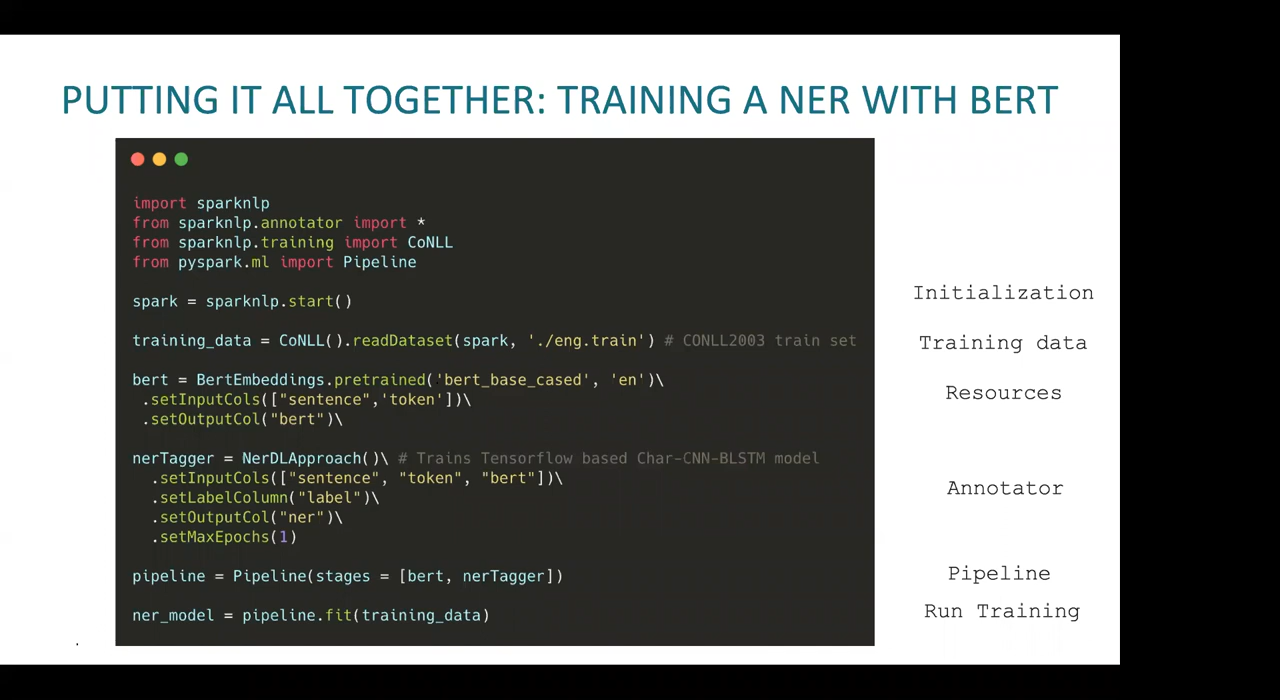 PUTTING IT ALL TOGETHER: TRAINING A NER WITH BERT
import sparknlp
from sparknlp.annotator import *
from sparknlp.training import CoNLL
from pyspark.ml import Pipeline
spark = sparknlp.start()
Initialization
training_data = CoNLL().readDataset(spark, './eng.train') # CONLL2003 train set
Training data
bert = BertEmbeddings.pretrained('bert_base_cased', 'en')\
.setInputCols(["sentence",'token'])\
.setOutputCol("bert")\
Resources
nerTagger = NerDLApproach()\ # Trains Tensorflow based Char-CNN-BLSTM model
.setInputCols(["sentence", "token", "bert"])\
.setLabelColumn("label")\
.setOutputCol("ner")\
.setMaxEpochs(1)
Annotator
pipeline = Pipeline(stages = [bert, nerTagger])
Pipeline
ner_model = pipeline.fit(training_data)
Run Training